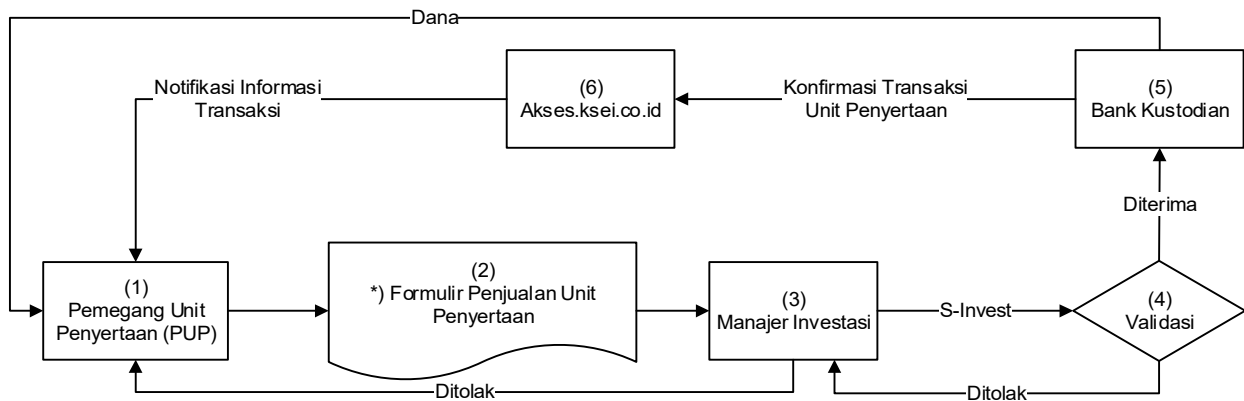 Dana
Notifikasi Informasi
Transaksi
(6)
Akses.ksei.co.id
Konfirmasi Transaksi
Unit Penyertaan
(5)
Bank Kustodian
Diterima
(1)
Pemegang Unit
Penyertaan (PUP)
(2)
*) Formulir Penjualan Unit
Penyertaan
(3)
Manajer Investasi
S-Invest
(4)
Validasi
Ditolak
Ditolak